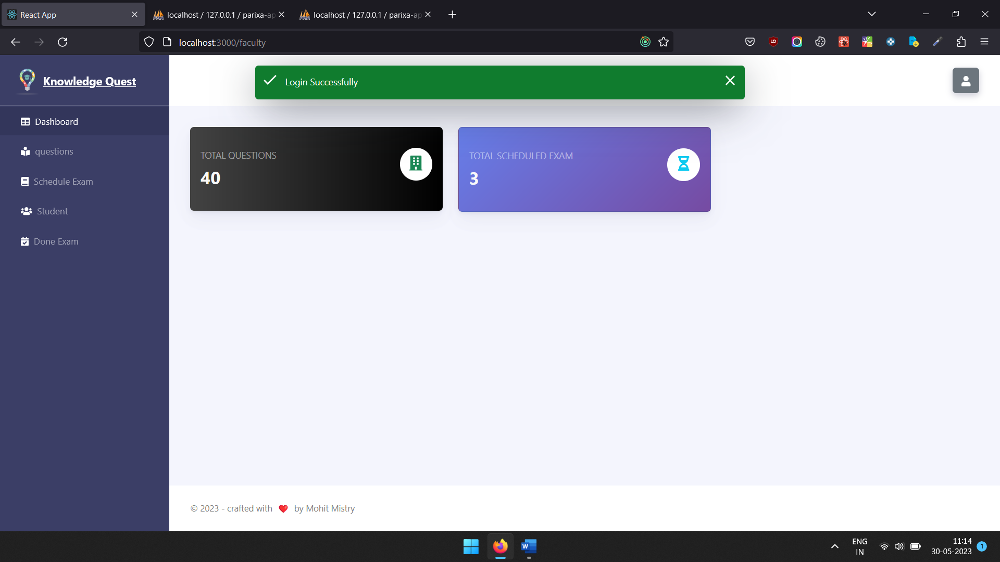 React App
localhost / 127.0.0.1 / parixa-ap
localhost / 127.0.0.1 / parixa-ap
localhost:3000/faculty
Knowledge Quest
Login Successfully
Dashboard
questions
Schedule Exam
Student
Done Exam
TOTAL QUESTIONS
40
TOTAL SCHEDULED EXAM
3
© 2023 - crafted with ❤️ by Mohit Mistry
ENG
IN
11:14
30-05-2023
1